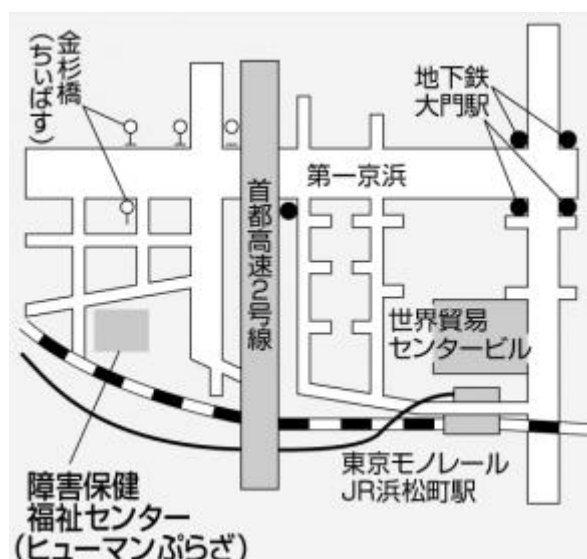 金杉橋
(ちぃばす)
地下鉄
大門駅
第一京浜
首都高速2号線
世界貿易
センタービル
東京モノレール
JR浜松町駅
障害保健
福祉センター
(ヒューマンぷらざ)